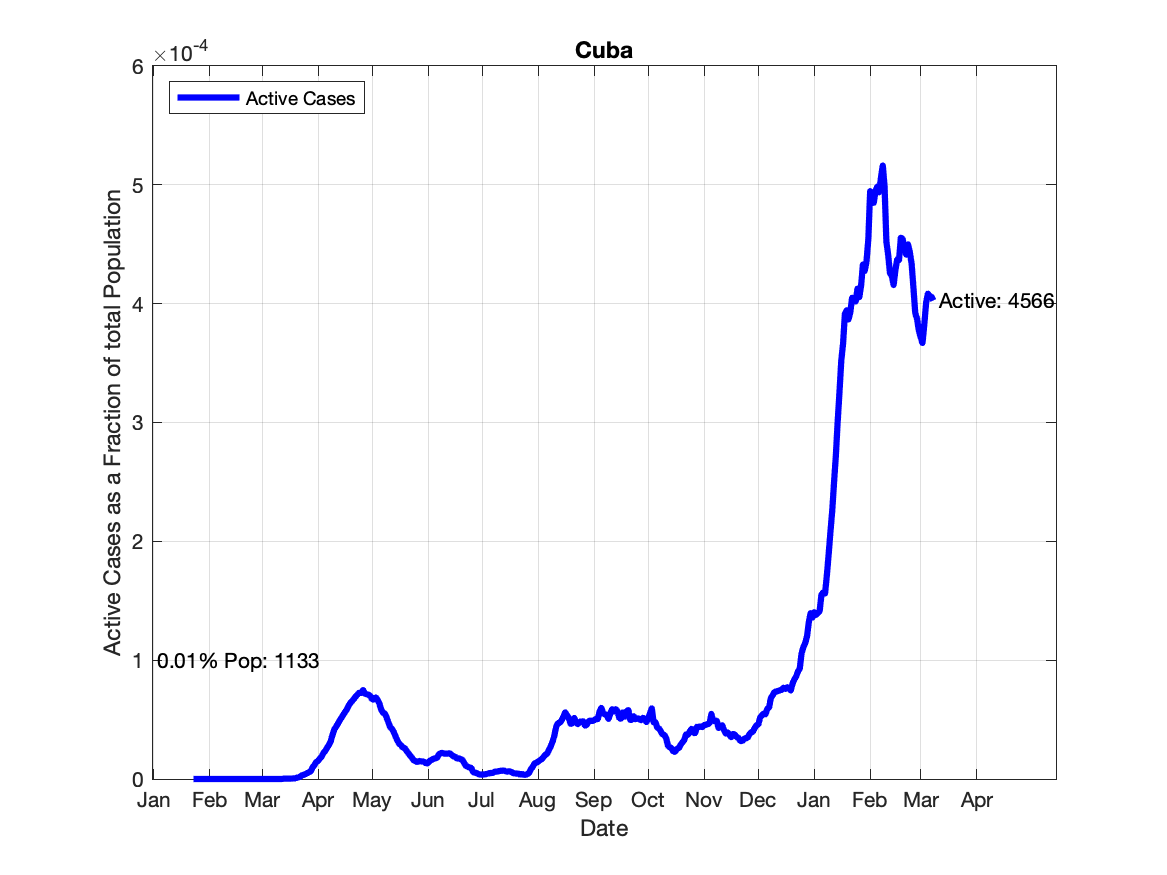 Cuba
×10-4
6
5
4
3
2
1
0
Active Cases
Active Cases as a Fraction of total Population
Active: 4566
0.01% Pop: 1133
Jan Feb Mar Apr May Jun Jul Aug Sep Oct Nov Dec Jan Feb Mar Apr
Date